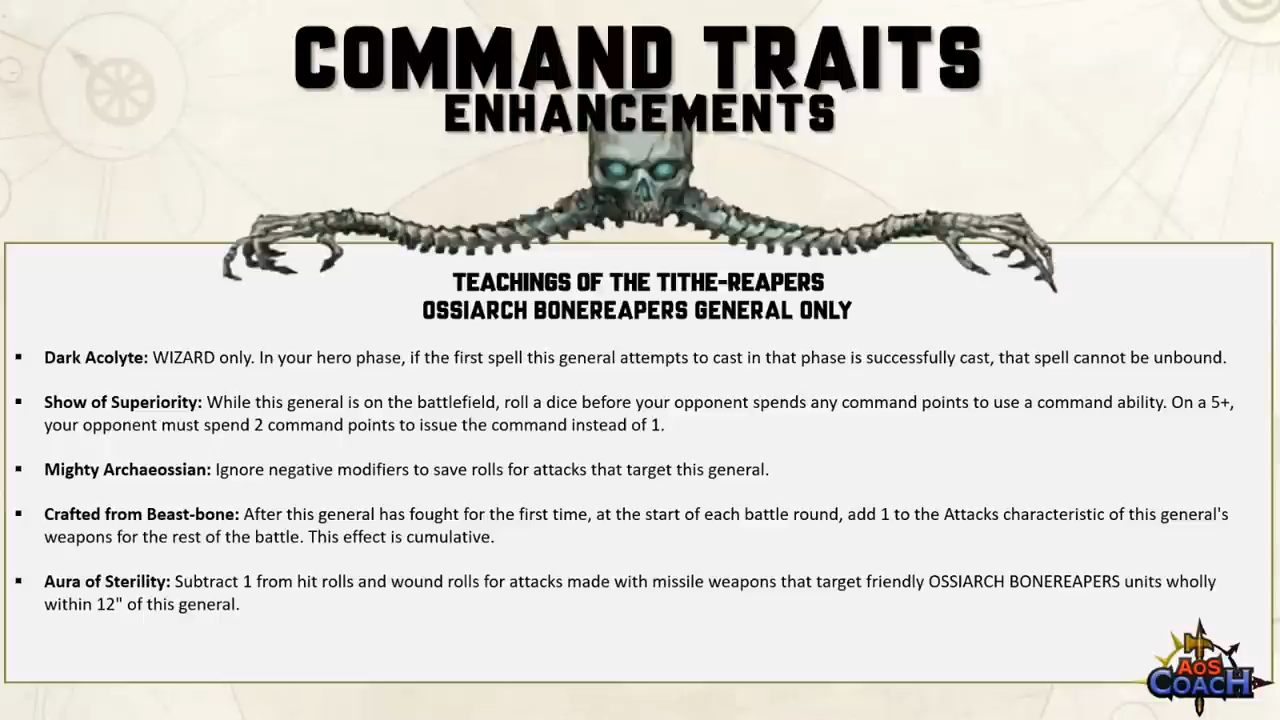 COMMAND TRAITS
ENHANCEMENTS
TEACHINGS OF THE TITHE-REAPERS
OSSIARCH BONEREAPERS GENERAL ONLY
▪ Dark Acolyte: WIZARD only. In your hero phase, if the first spell this general attempts to cast in that phase is successfully cast, that spell cannot be unbound.
▪ Show of Superiority: While this general is on the battlefield, roll a dice before your opponent spends any command points to use a command ability. On a 5+,
your opponent must spend 2 command points to issue the command instead of 1.
▪ Mighty Archaeossian: Ignore negative modifiers to save rolls for attacks that target this general.
▪ Crafted from Beast-bone: After this general has fought for the first time, at the start of each battle round, add 1 to the Attacks characteristic of this general's
weapons for the rest of the battle. This effect is cumulative.
▪ Aura of Sterility: Subtract 1 from hit rolls and wound rolls for attacks made with missile weapons that target friendly OSSIARCH BONEREAPERS units wholly
within 12" of this general.
AoS
COACH